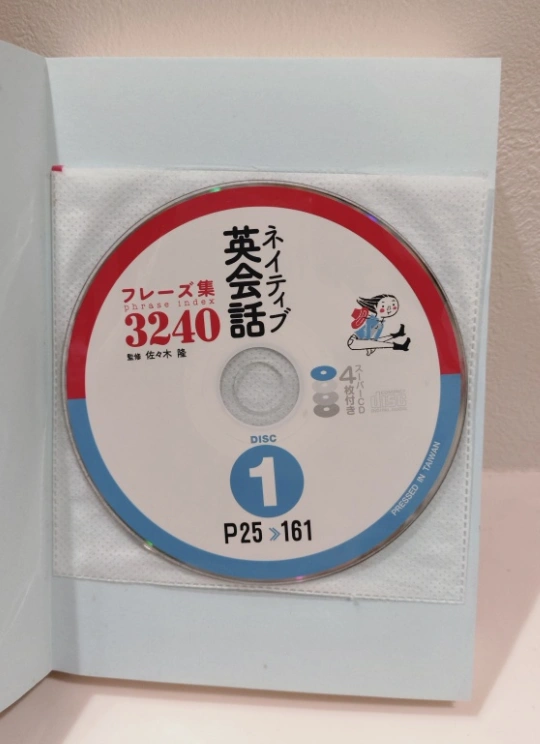 ネイティブ
英会話
フレーズ集
phrase index
3240
監修 佐々木 隆
4枚付き
スーパーCD
DISC
1
P25 » 161
PRESSED IN TAIWAN